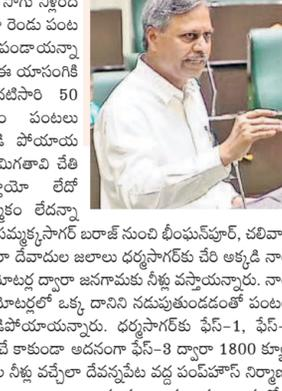 సాగు నీళ్లంద
రెండు పంట
పండాయన్నా
ఈ యాసంగికి
దటిసారి 50
పంటలు
డి పోయాయ
మిగతావి చేతి
యో లేదో
కం లేదన్నా
సమ్మక్కసాగర్ బరాజ్ నుంచి భీంఘన్‌పూర్, చలివా
రా దేవాదుల జలాలు ధర్మసాగర్‌కు చేరి అక్కడి నా
మోటర్ల ద్వారా జనగామకు నీళ్లు వస్తాయన్నారు. నా
మోటర్లలో ఒక్క దానిని నడుపుతుండడంతో పంట
డిపోయాయన్నారు. ధర్మసాగర్‌కు ఫేస్-1, ఫేస్-
చే కాకుండా అదనంగా ఫేస్-3 ద్వారా 1800 క్యూ
ల నీళ్లు వచ్చేలా దేవన్నపేట వద్ద పంప్‌హౌస్ నిర్మా